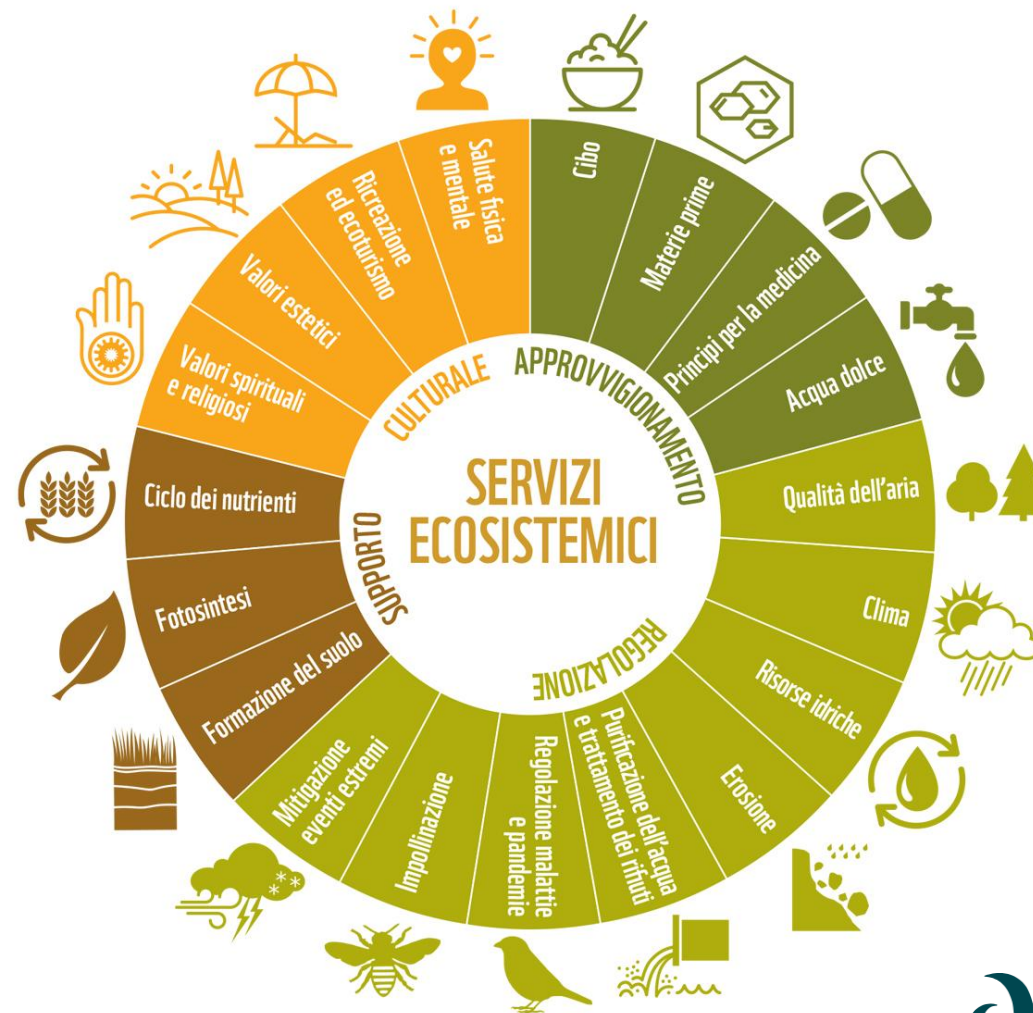 SERVIZI
ECOSISTEMICI
APPROVVIGIONAMENTO
Cibo
Materie prime
Principi per la medicina
Acqua dolce
REGOLAZIONE
Qualità dell'aria
Clima
Risorse idriche
Erosione
Purificazione dell'acqua
e trattamento dei rifiuti
Regolazione malattie
e pandemie
Impollinazione
Mitigazione
eventi estremi
SUPPORTO
Formazione del suolo
Fotosintesi
Ciclo dei nutrienti
CULTURALE
Valori spirituali
e religiosi
Valori estetici
Ricreazione
ed ecoturismo
Salute fisica
e mentale